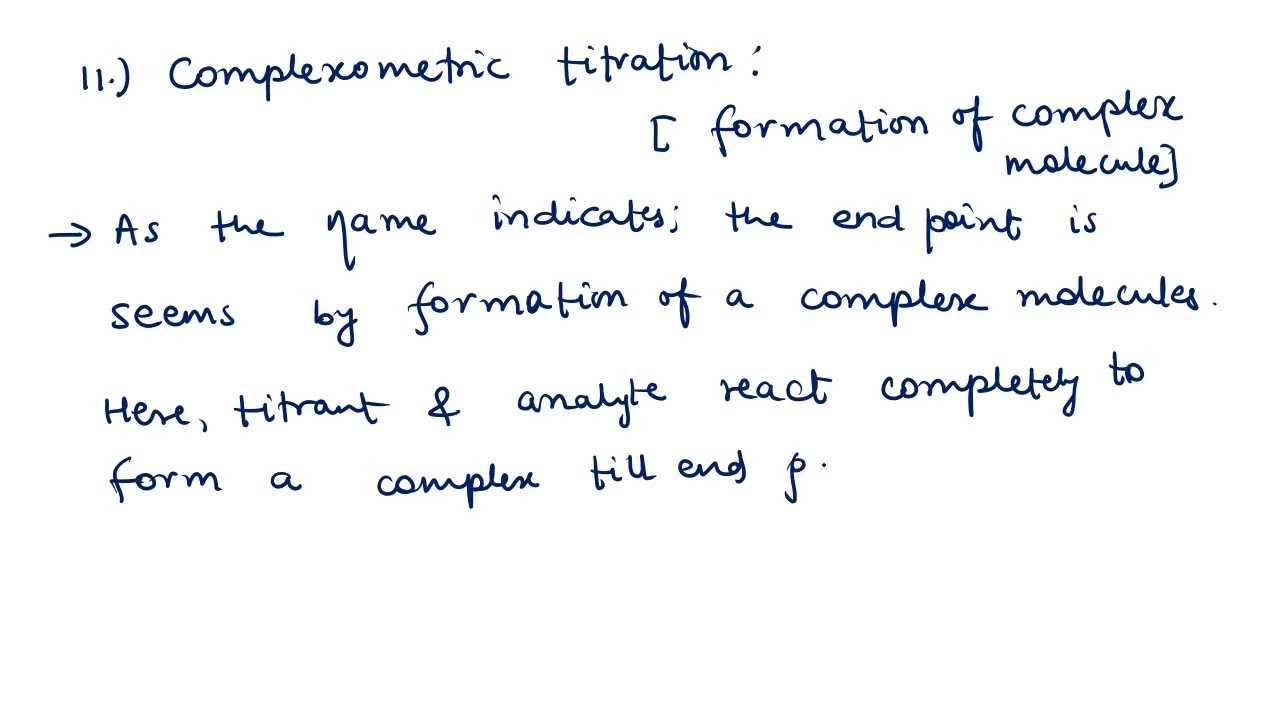 11.) Complexometric titration:
[ formation of complex
molecule]
→ As the name indicates; the end point is
seems by formation of a complex molecules.
Here, titrant & analyte react completely to
form a complex till end p.